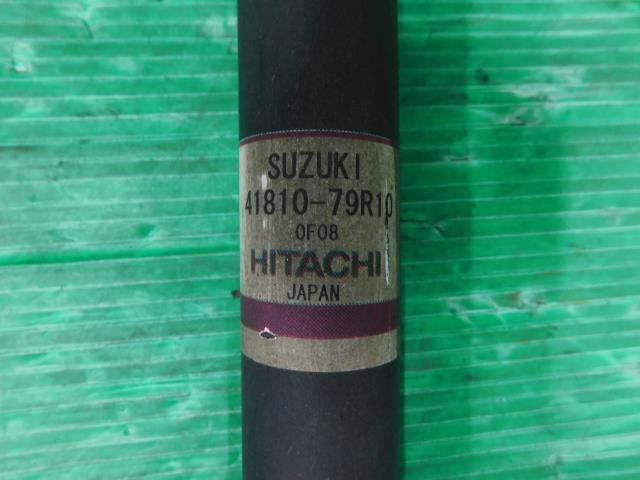 SUZUKI
41810-79R10
0F08
HITACHI
JAPAN